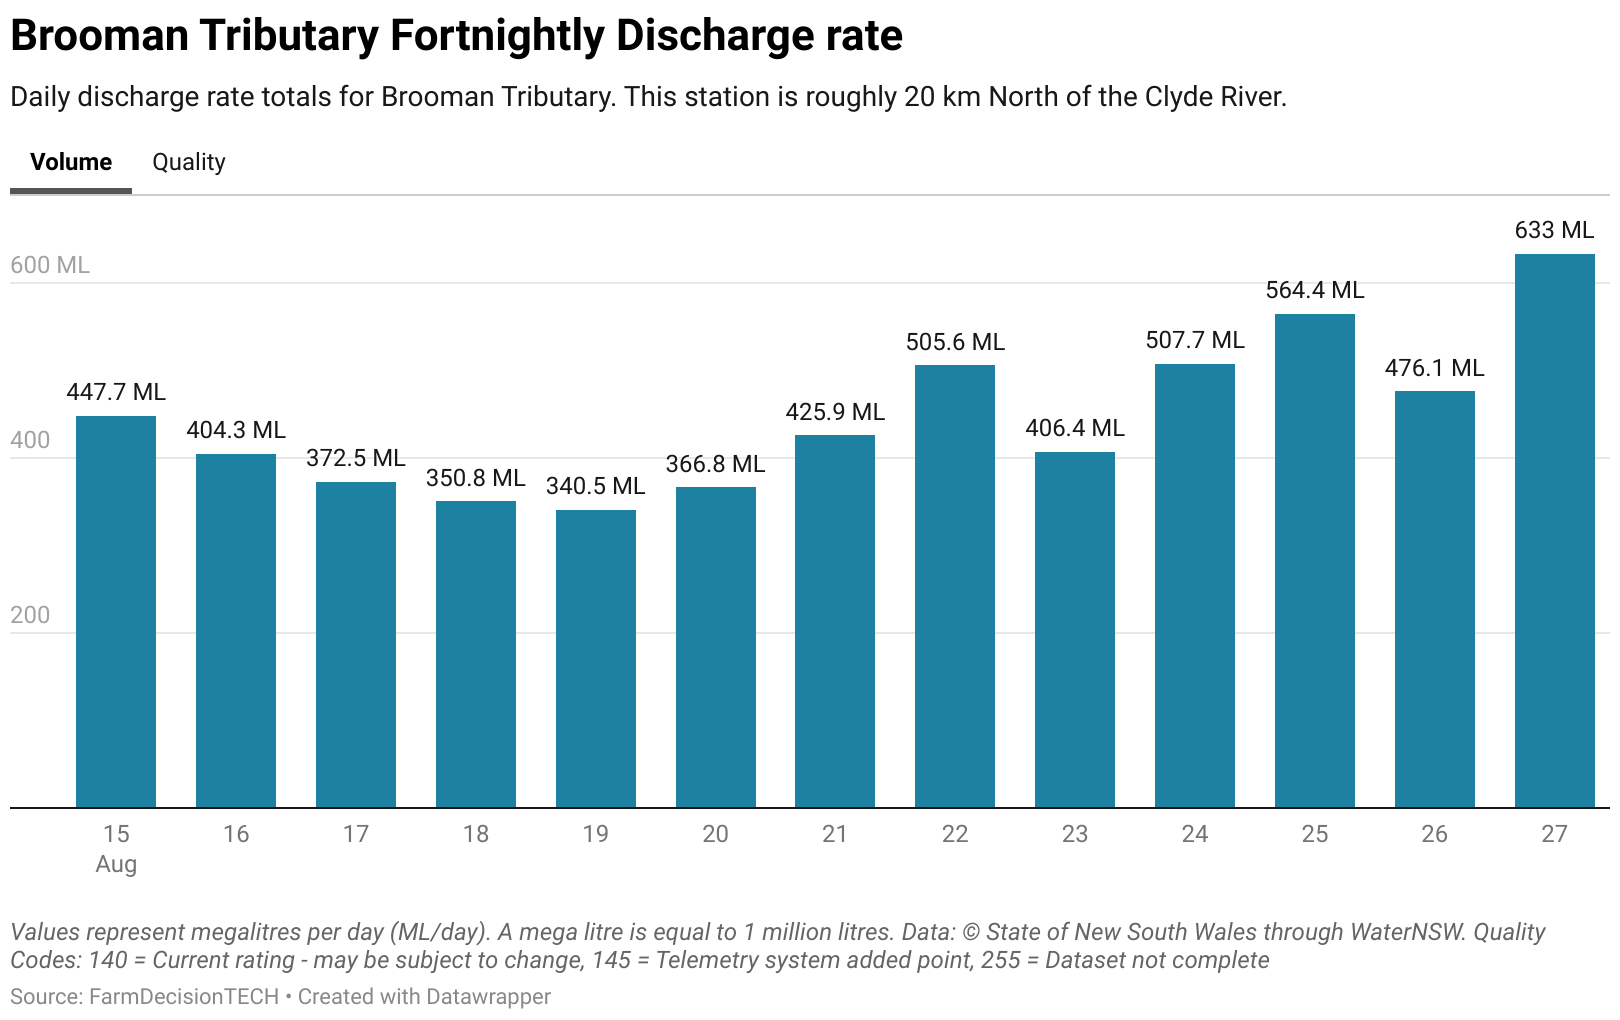 Brooman Tributary Fortnightly Discharge rate
Daily discharge rate totals for Brooman Tributary. This station is roughly 20 km North of the Clyde River.
Volume Quality
633 ML
600 ML
564.4 ML
505.6 ML
507.7 ML
476.1 ML
447.7 ML
425.9 ML
406.4 ML
404.3 ML
400
372.5 ML
366.8 ML
350.8 ML
340.5 ML
200
15 16 17 18 19 20 21 22 23 24 25 26 27
Aug
Values represent megalitres per day (ML/day). A mega litre is equal to 1 million litres. Data: © State of New South Wales through WaterNSW. Quality
Codes: 140 = Current rating - may be subject to change, 145 = Telemetry system added point, 255 = Dataset not complete
Source: FarmDecisionTECH • Created with Datawrapper